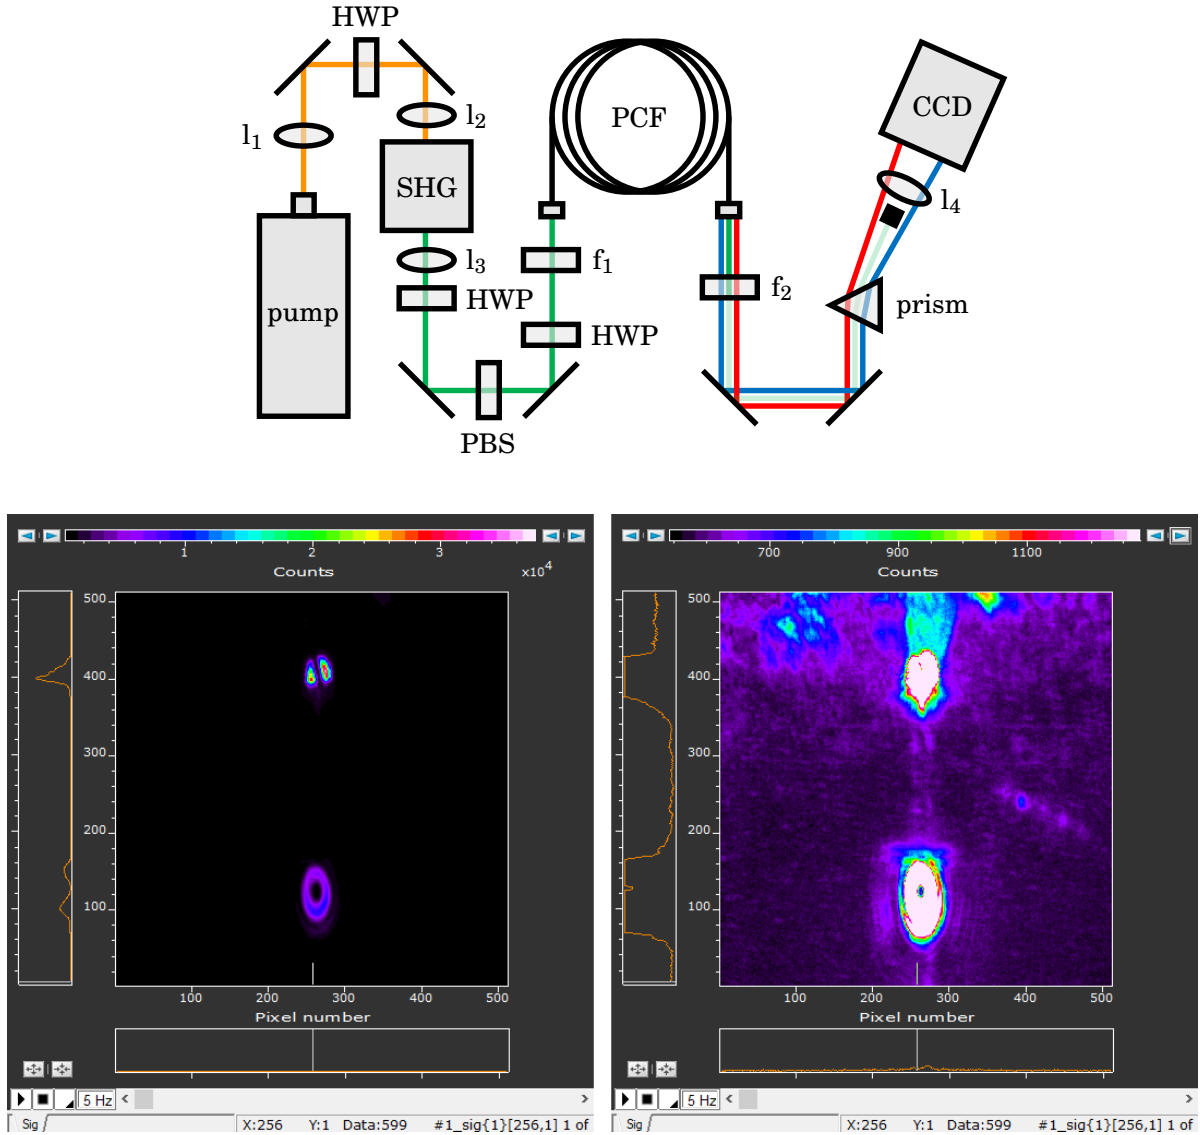 HWP
l1
l2
PCF
CCD
SHG
l4
l3
f1
HWP
f2
prism
pump
HWP
PBS
1
2
3
Counts
x10^4
500
400
300
200
100
100
200
300
400
500
Pixel number
5 Hz
Sig
X:256 Y:1 Data:599 #1_sig{1}[256,1] 1 of
700
900
1100
Counts
500
400
300
200
100
100
200
300
400
500
Pixel number
5 Hz
Sig
X:256 Y:1 Data:599 #1_sig{1}[256,1] 1 of